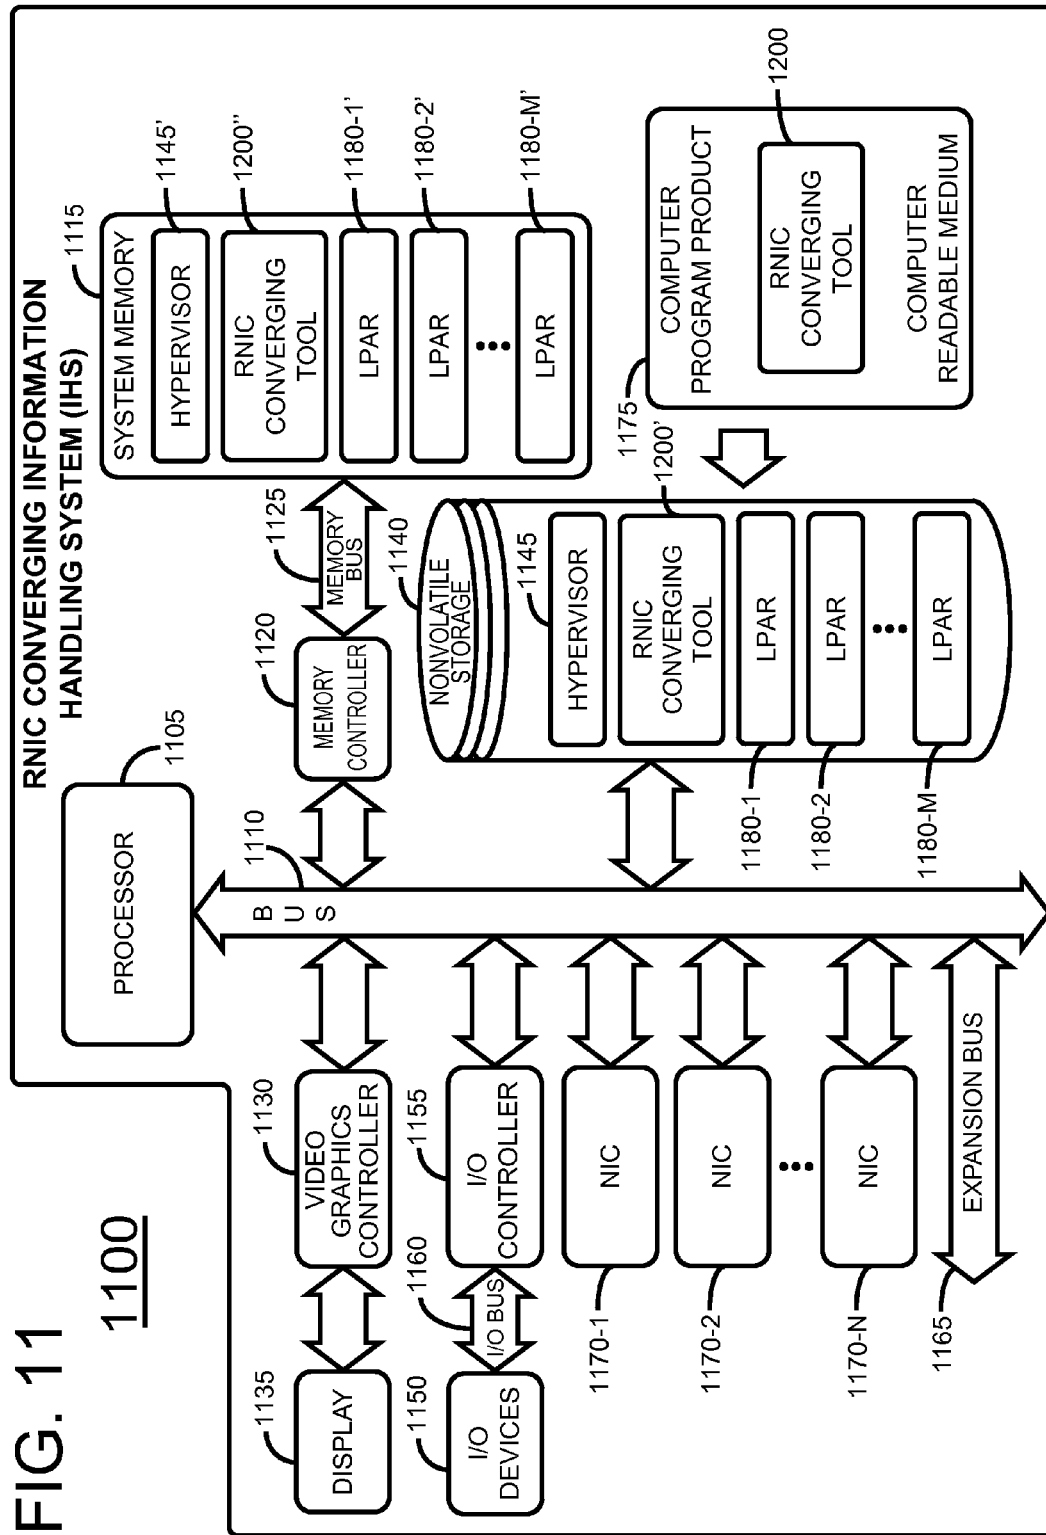 FIG. 11
1100
RNIC CONVERGING INFORMATION
HANDLING SYSTEM (IHS)
PROCESSOR
1105
B
U
S
1110
1135
DISPLAY
1130
VIDEO
GRAPHICS
CONTROLLER
1120
MEMORY
CONTROLLER
1125
MEMORY
BUS
1115
SYSTEM MEMORY
HYPERVISOR
1145’
RNIC
CONVERGING
TOOL
1200”
LPAR
1180-1’
LPAR
1180-2’
LPAR
1180-M’
1150
I/O
DEVICES
1160
I/O BUS
1155
I/O
CONTROLLER
1140
NONVOLATILE
STORAGE
1145
HYPERVISOR
RNIC
CONVERGING
TOOL
1200’
LPAR
1180-1
LPAR
1180-2
LPAR
1180-M
1175
COMPUTER
PROGRAM PRODUCT
RNIC
CONVERGING
TOOL
1200
COMPUTER
READABLE MEDIUM
NIC
1170-1
NIC
1170-2
NIC
1170-N
EXPANSION BUS
1165